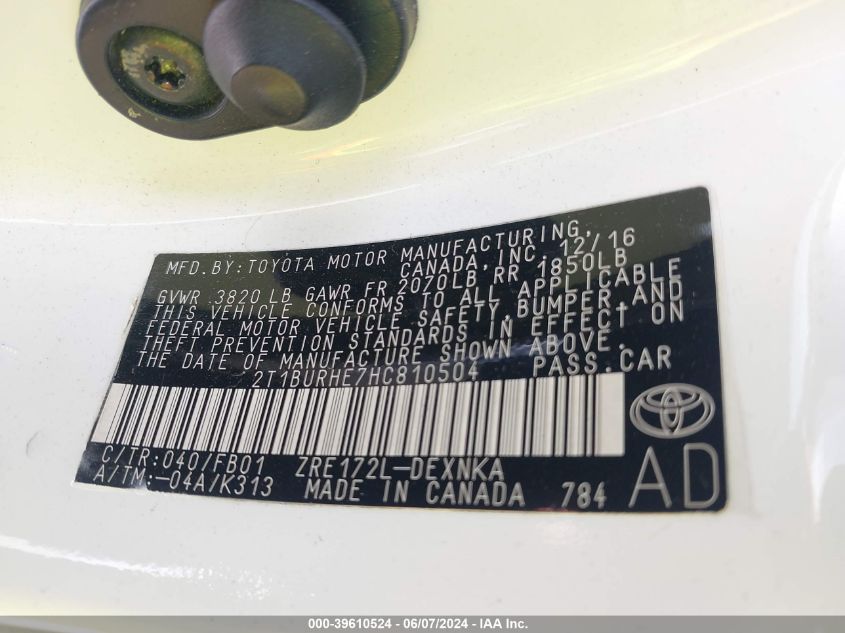 MFD. BY: TOYOTA MOTOR MANUFACTURING,
CANADA, INC. 12/16
GVWR 3820 LB GAWR FR 2070LB RR 1850LB
THIS VEHICLE CONFORMS TO ALL APPLICABLE
FEDERAL MOTOR VEHICLE SAFETY, BUMPER, AND
THEFT PREVENTION STANDARDS IN EFFECT ON
THE DATE OF MANUFACTURE SHOWN ABOVE.
2T1BURHE7HC810504 PASS. CAR
C/TR: 040/FB01 ZRE172L-DEXNKA
A/TM: -04A/K313 MADE IN CANADA 784
AD
000-39610524 | 06/07/2024 - IAA Inc.